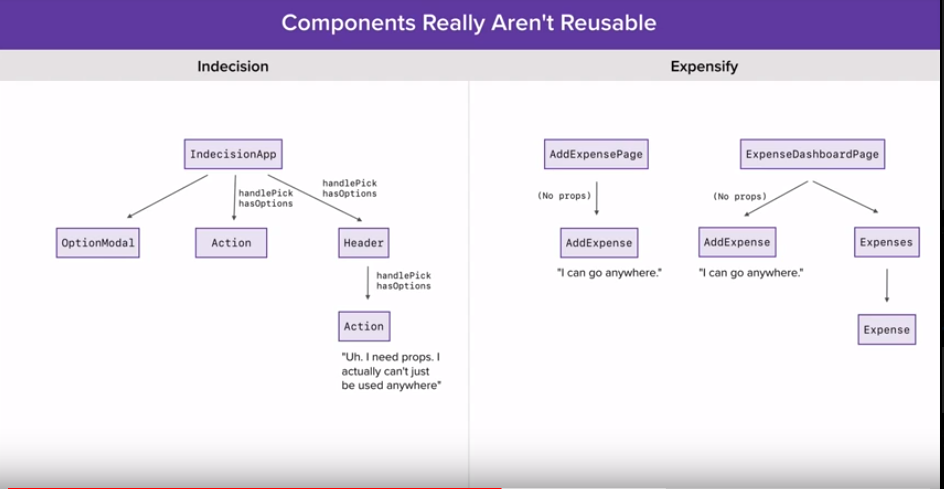 Components Really Aren't Reusable
Indecision
IndecisionApp
handlePick
hasOptions
handlePick
hasOptions
OptionModal
Action
Header
handlePick
hasOptions
Action
"Uh. I need props. I
actually can't just
be used anywhere"
Expensify
AddExpensePage
ExpenseDashboardPage
(No props)
(No props)
AddExpense
AddExpense
Expenses
"I can go anywhere."
"I can go anywhere."
Expense